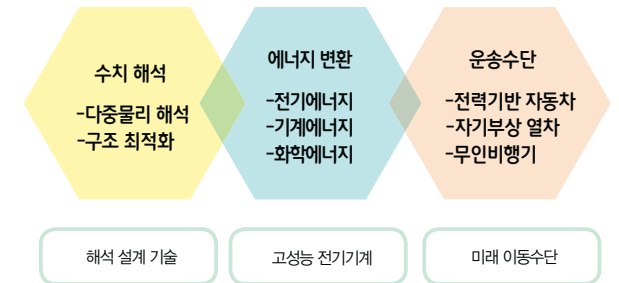 수치 해석
-다중물리 해석
-구조 최적화
에너지 변환
-전기에너지
-기계에너지
-화학에너지
운송수단
-전력기반 자동차
-자기부상 열차
-무인비행기
해석 설계 기술
고성능 전기기계
미래 이동수단